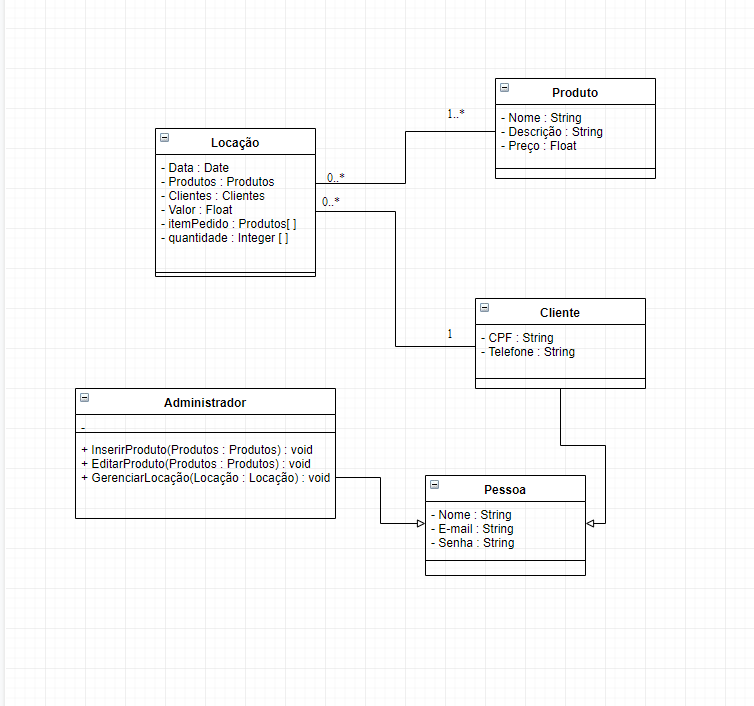 Produto
- Nome : String
- Descrição : String
- Preço : Float
1..*
Locação
- Data : Date
- Produtos : Produtos
- Clientes : Clientes
- Valor : Float
- itemPedido : Produtos[ ]
- quantidade : Integer [ ]
0..*
0..*
1
Cliente
- CPF : String
- Telefone : String
Administrador
-
+ InserirProduto(Produtos : Produtos) : void
+ EditarProduto(Produtos : Produtos) : void
+ GerenciarLocação(Locação : Locação) : void
Pessoa
- Nome : String
- E-mail : String
- Senha : String